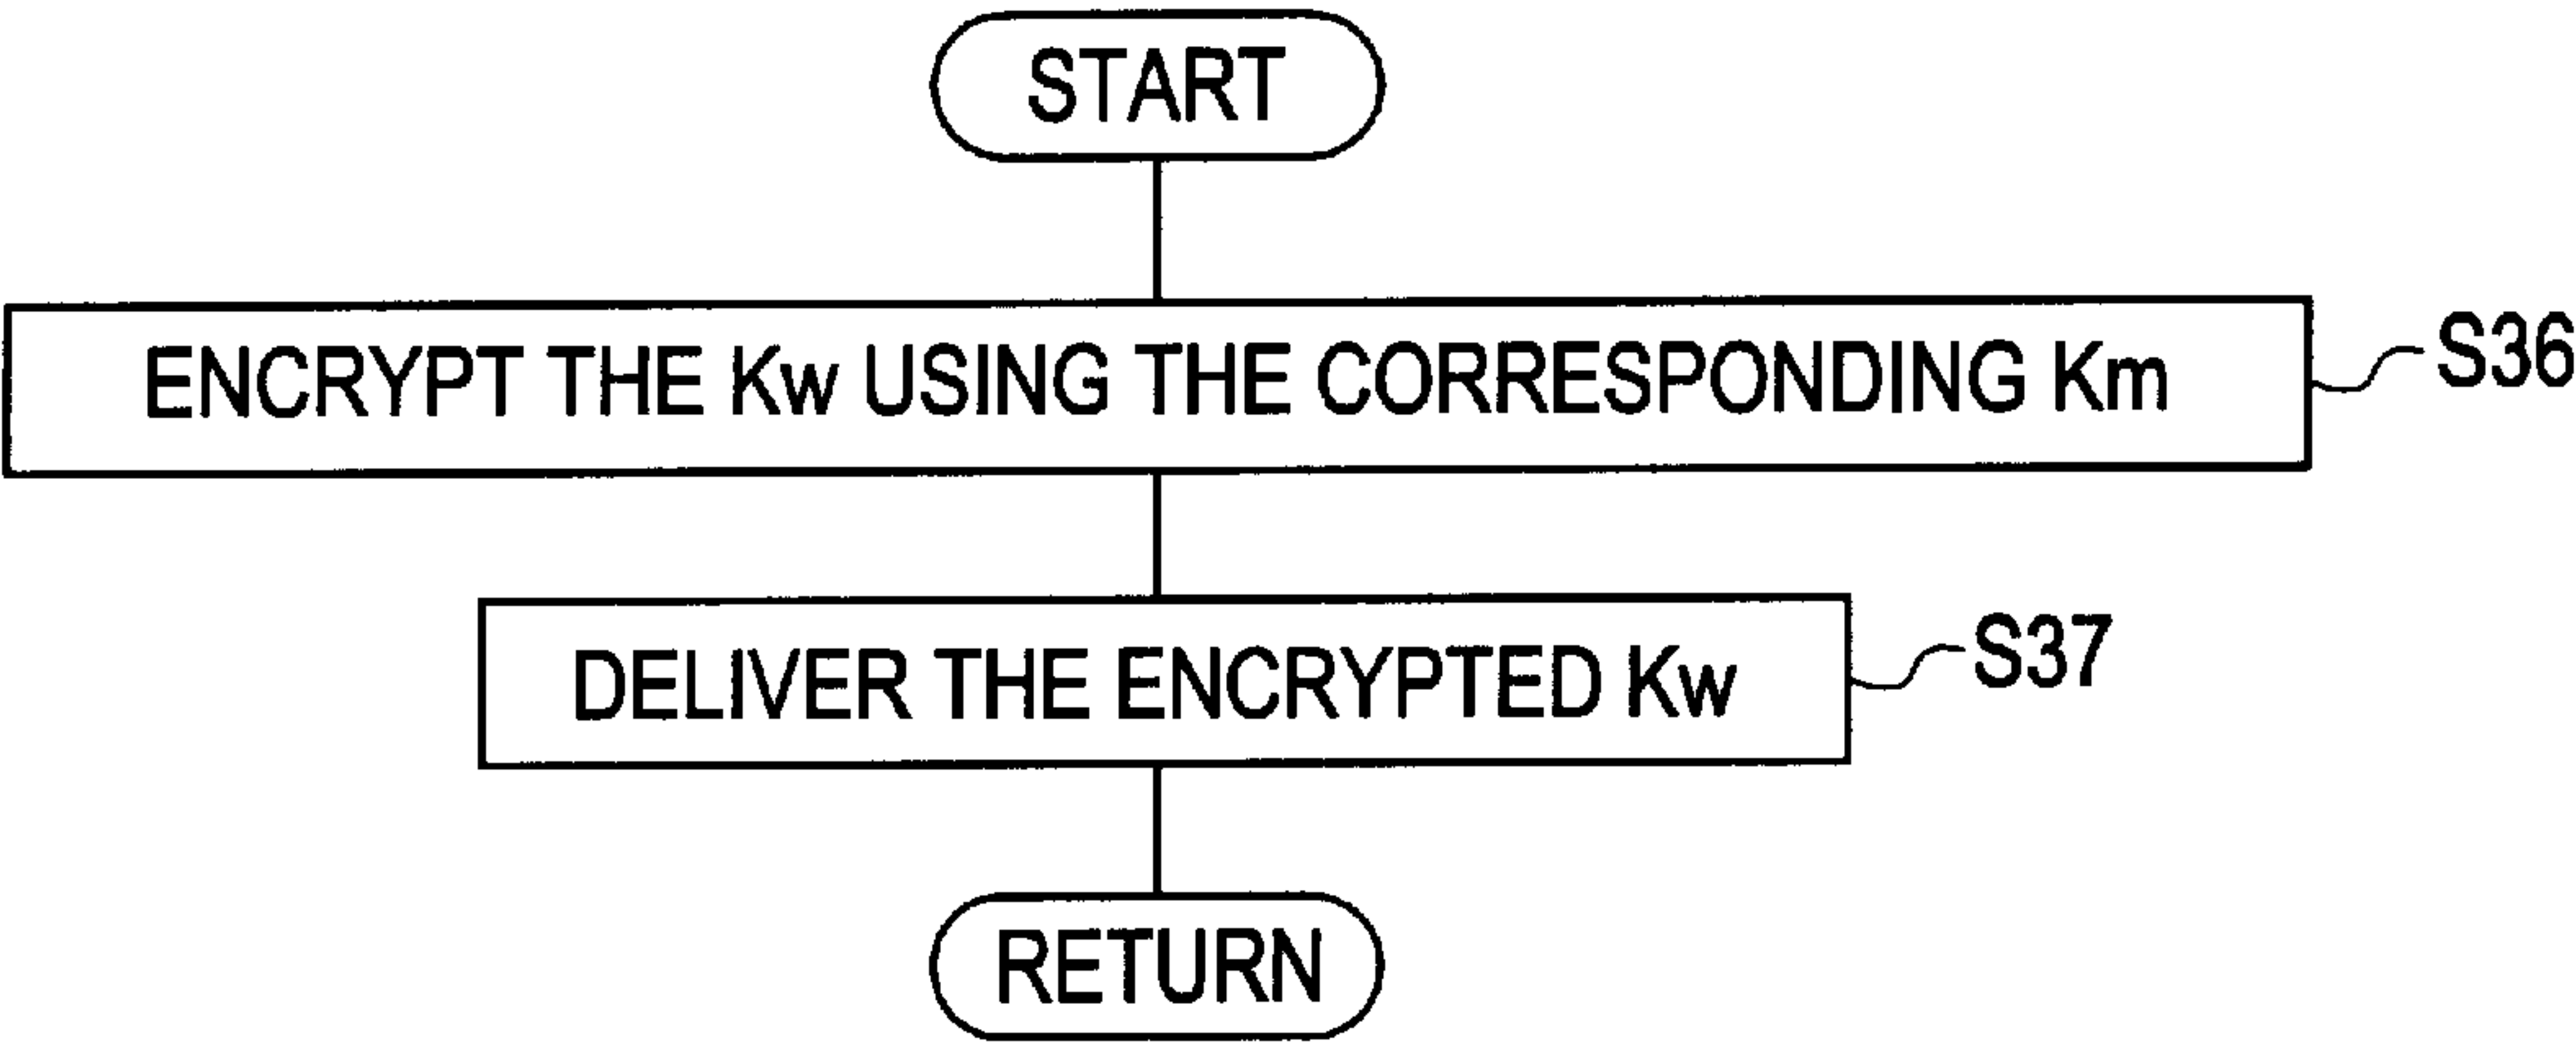 START
ENCRYPT THE Kw USING THE CORRESPONDING Km
S36
DELIVER THE ENCRYPTED Kw
S37
RETURN